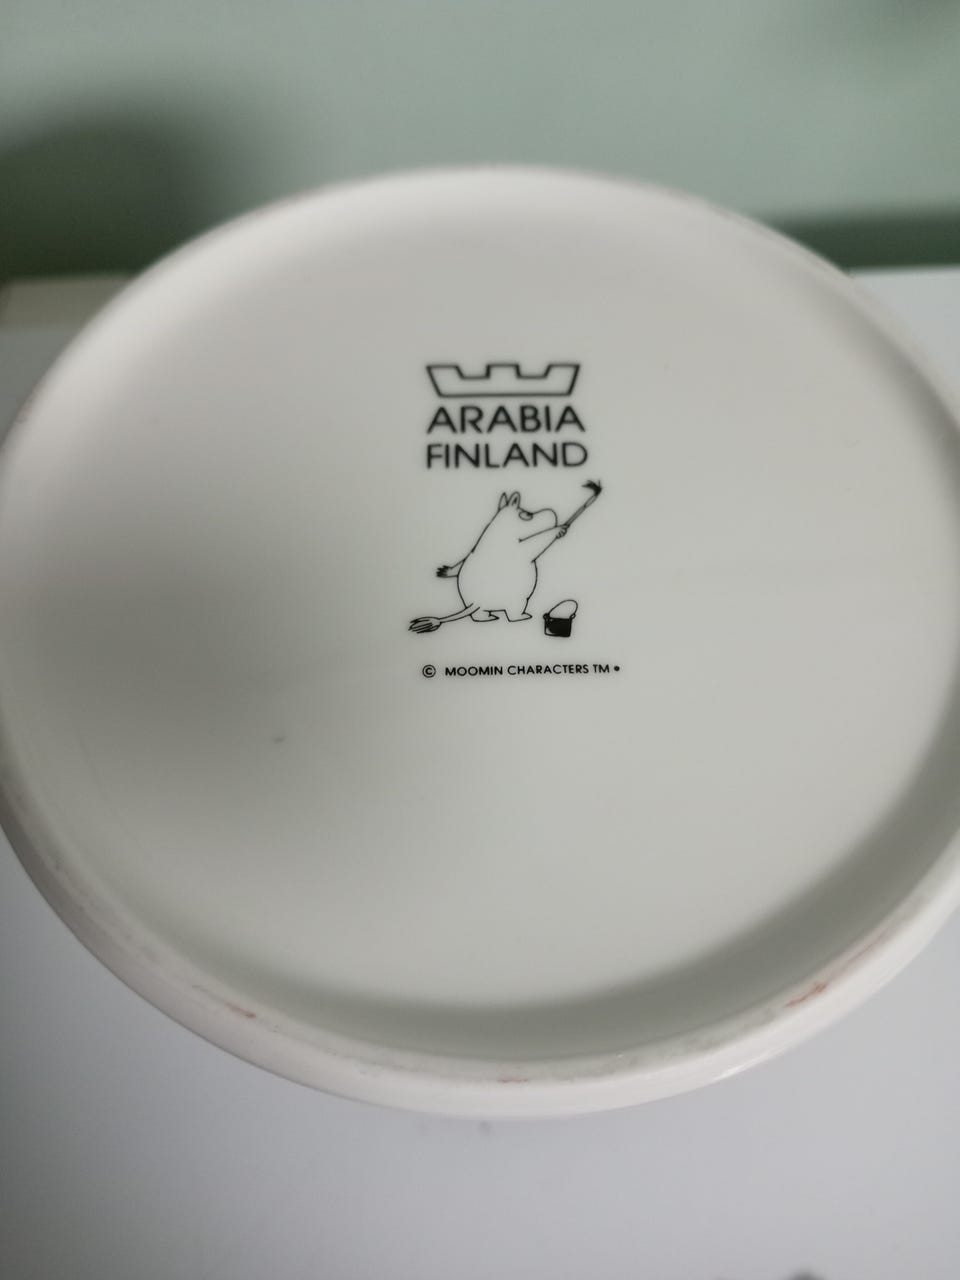 ARABIA
FINLAND
© MOOMIN CHARACTERS TM •